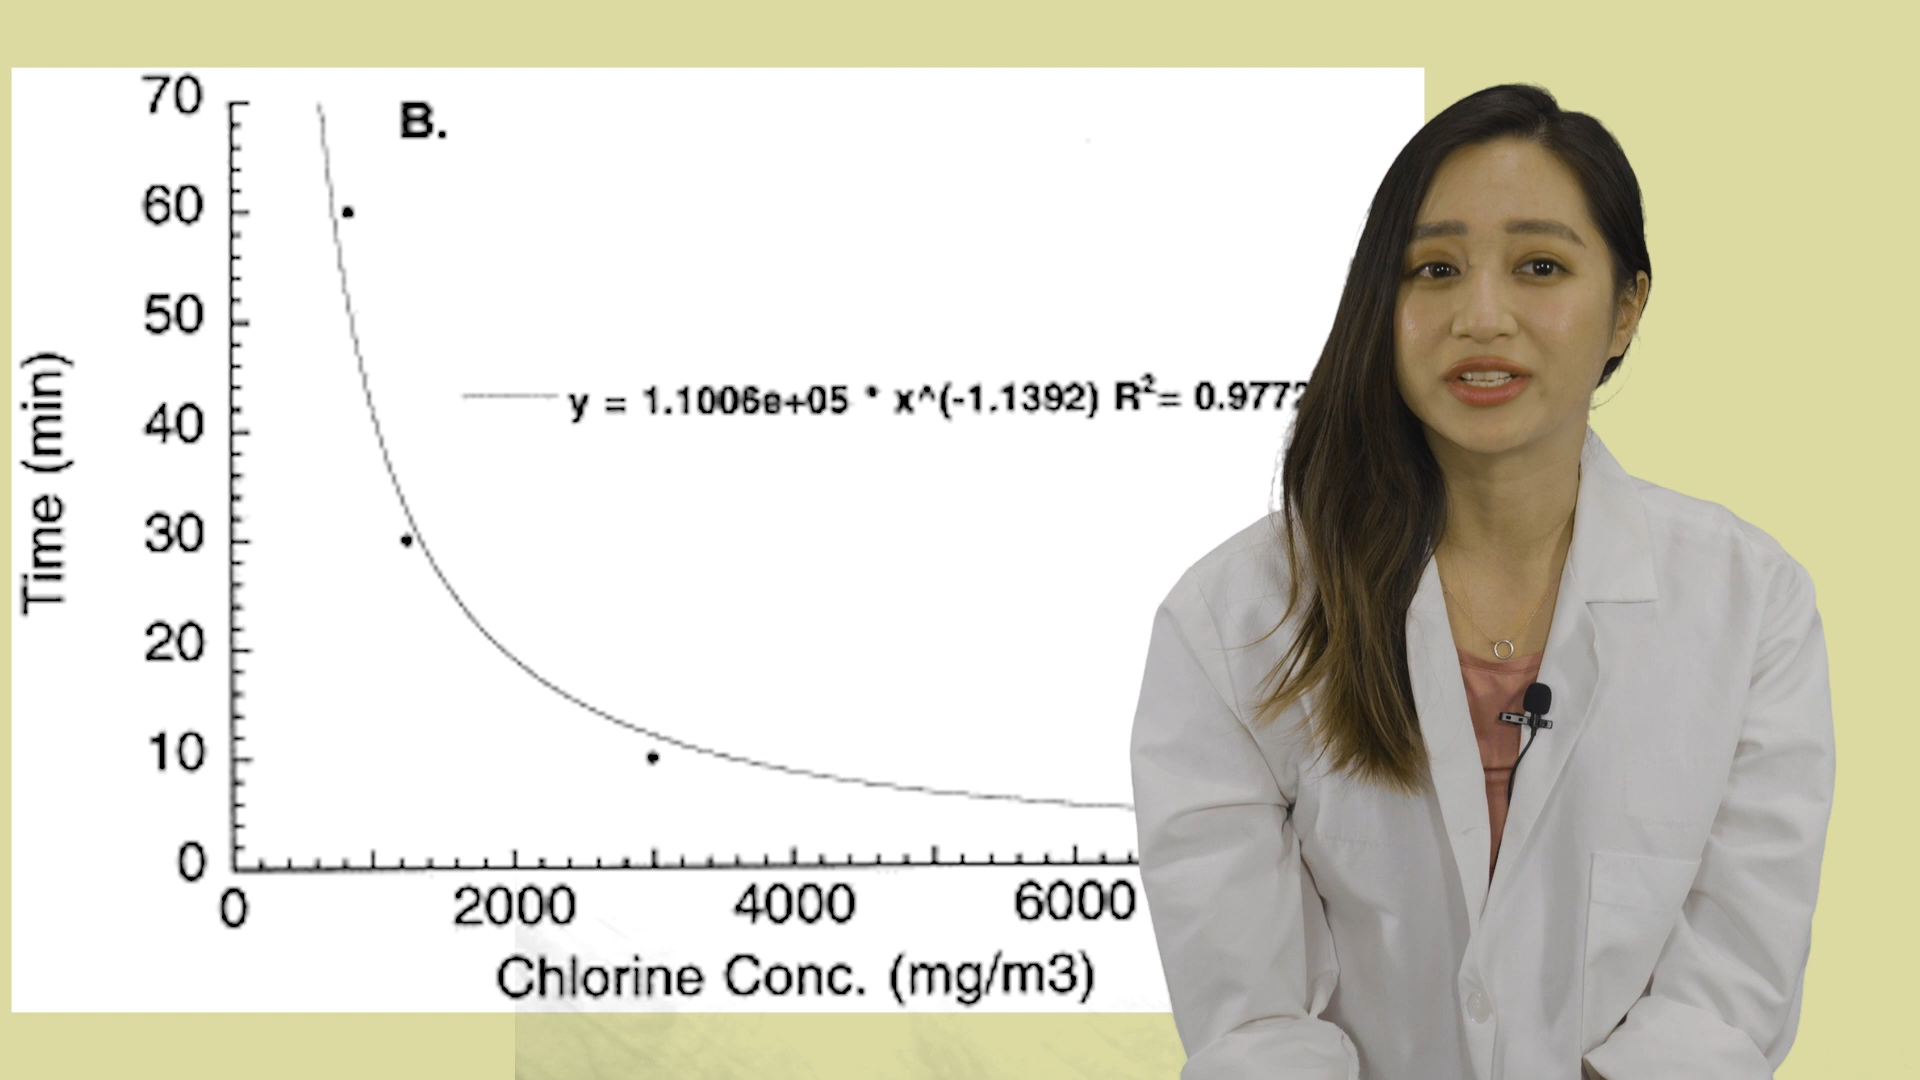 B.
70
60
50
40
30
20
10
0
Time (min)
y = 1.1006e+05 * x^(-1.1392) R²= 0.9772
0 2000 4000 6000
Chlorine Conc. (mg/m3)